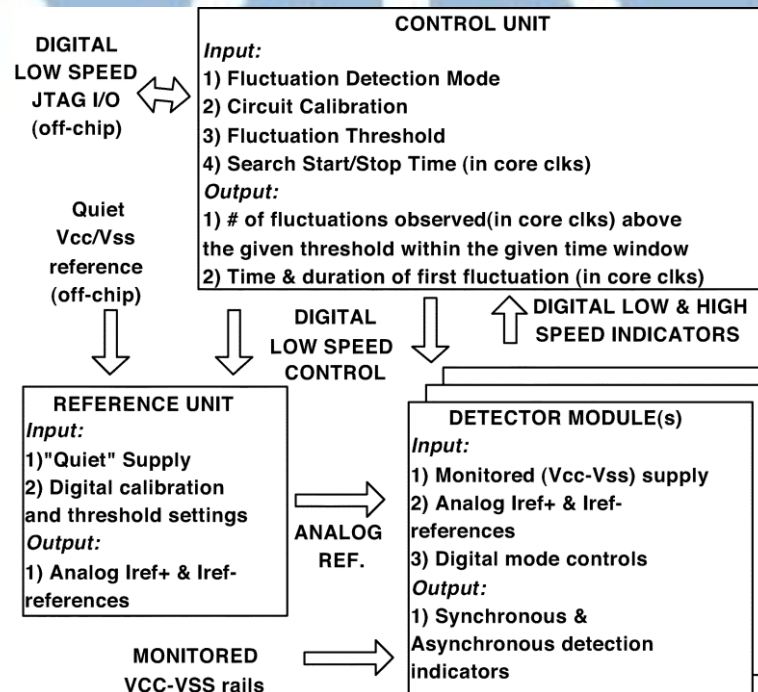 CONTROL UNIT
Input:
1) Fluctuation Detection Mode
2) Circuit Calibration
3) Fluctuation Threshold
4) Search Start/Stop Time (in core clks)
Output:
1) # of fluctuations observed(in core clks) above
the given threshold within the given time window
2) Time & duration of first fluctuation (in core clks)
DIGITAL
LOW SPEED
JTAG I/O
(off-chip)
Quiet
Vcc/Vss
reference
(off-chip)
DIGITAL
LOW SPEED
CONTROL
DIGITAL LOW & HIGH
SPEED INDICATORS
REFERENCE UNIT
Input:
1)"Quiet" Supply
2) Digital calibration
and threshold settings
Output:
1) Analog Iref+ & Iref-
references
ANALOG
REF.
DETECTOR MODULE(s)
Input:
1) Monitored (Vcc-Vss) supply
2) Analog Iref+ & Iref-
references
3) Digital mode controls
Output:
1) Synchronous &
Asynchronous detection
indicators
MONITORED
VCC-VSS rails